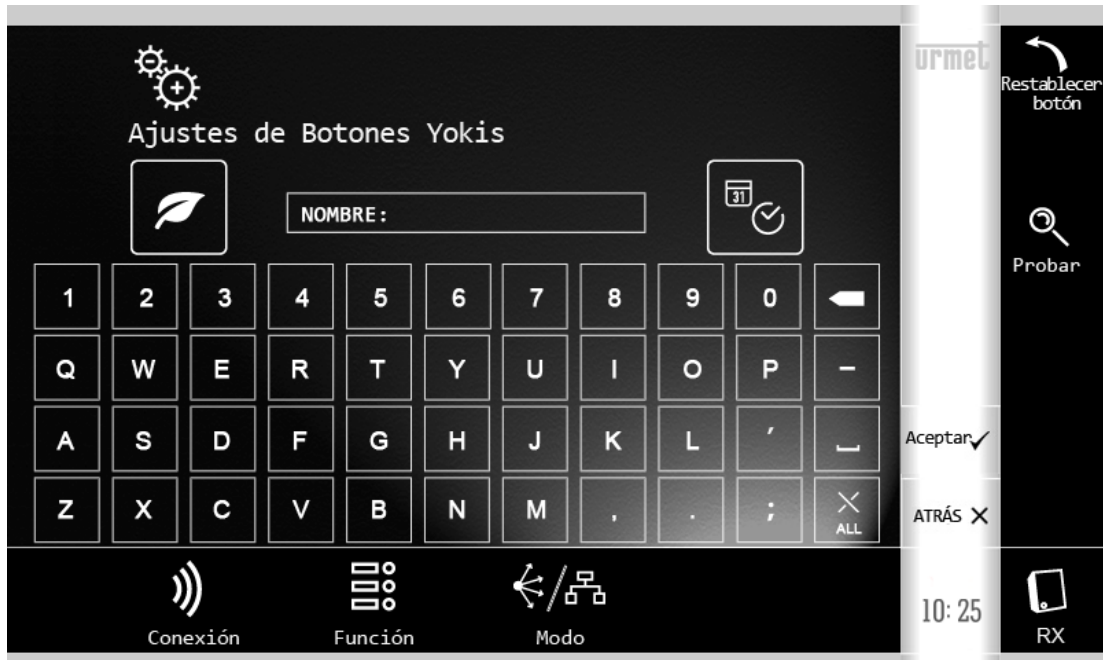 urmet
Restablecer
botón
Ajustes de Botones Yokis
31
NOMBRE:
Probar
1 2 3 4 5 6 7 8 9 0
Q W E R T Y U I O P –
A S D F G H J K L ′
Z X C V B N M , . ;
ALL
Aceptar
ATRÁS
Conexión Función Modo
10:25
RX